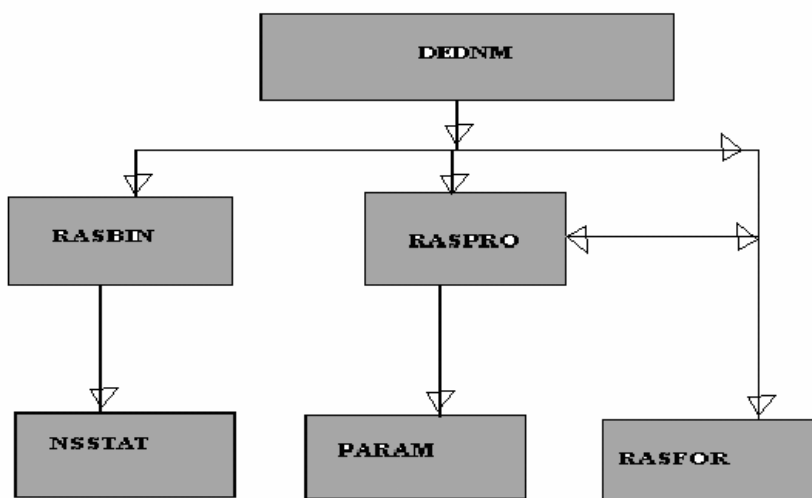 DEDNM
RASBIN
RASPRO
NSSTAT
PARAM
RASFOR